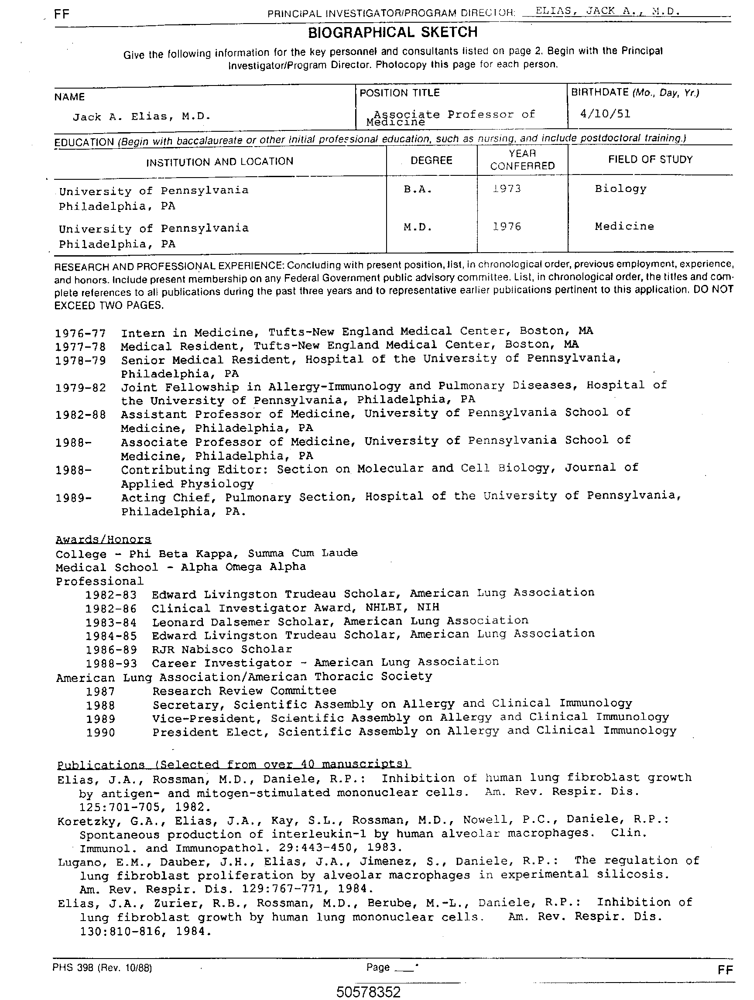 FF PRINCIPAL INVESTIGATOR/PROGRAM DIRECTOR: ELIAS, JACK A., M.D.
BIOGRAPHICAL SKETCH
Give the following information for the key personnel and consultants listed on page 2. Begin with the Principal
Investigator/Program Director. Photocopy this page for each person.
NAME POSITION TITLE BIRTHDATE (Mo., Day, Yr.)
Jack A. Elias, M.D. Associate Professor of Medicine 4/10/51
EDUCATION (Begin with baccalaureate or other initial professional education, such as nursing, and include postdoctoral training.)
INSTITUTION AND LOCATION DEGREE YEAR CONFERRED FIELD OF STUDY
University of Pennsylvania B.A. 1973 Biology
Philadelphia, PA
University of Pennsylvania M.D. 1976 Medicine
Philadelphia, PA
RESEARCH AND PROFESSIONAL EXPERIENCE: Concluding with present position, list, in chronological order, previous employment, experience,
and honors. Include present membership on any Federal Government public advisory committee. List, in chronological order, the titles and com-
plete references to all publications during the past three years and to representative earlier publications pertinent to this application. DO NOT
EXCEED TWO PAGES.
1976-77 Intern in Medicine, Tufts-New England Medical Center, Boston, MA
1977-78 Medical Resident, Tufts-New England Medical Center, Boston, MA
1978-79 Senior Medical Resident, Hospital of the University of Pennsylvania,
Philadelphia, PA
1979-82 Joint Fellowship in Allergy-Immunology and Pulmonary Diseases, Hospital of
the University of Pennsylvania, Philadelphia, PA
1982-88 Assistant Professor of Medicine, University of Pennsylvania School of
Medicine, Philadelphia, PA
1988- Associate Professor of Medicine, University of Pennsylvania School of
Medicine, Philadelphia, PA
1988- Contributing Editor: Section on Molecular and Cell Biology, Journal of
Applied Physiology
1989- Acting Chief, Pulmonary Section, Hospital of the University of Pennsylvania,
Philadelphia, PA.
Awards/Honors
College - Phi Beta Kappa, Summa Cum Laude
Medical School - Alpha Omega Alpha
Professional
1982-83 Edward Livingston Trudeau Scholar, American Lung Association
1982-86 Clinical Investigator Award, NHLBI, NIH
1983-84 Leonard Dalsemer Scholar, American Lung Association
1984-85 Edward Livingston Trudeau Scholar, American Lung Association
1986-89 RJR Nabisco Scholar
1988-93 Career Investigator - American Lung Association
American Lung Association/American Thoracic Society
1987 Research Review Committee
1988 Secretary, Scientific Assembly on Allergy and Clinical Immunology
1989 Vice-President, Scientific Assembly on Allergy and Clinical Immunology
1990 President Elect, Scientific Assembly on Allergy and Clinical Immunology
Publications (Selected from over 40 manuscripts)
Elias, J.A., Rossman, M.D., Daniele, R.P.: Inhibition of human lung fibroblast growth
by antigen- and mitogen-stimulated mononuclear cells. Am. Rev. Respir. Dis.
125:701-705, 1982.
Koretzky, G.A., Elias, J.A., Kay, S.L., Rossman, M.D., Nowell, P.C., Daniele, R.P.:
Spontaneous production of interleukin-1 by human alveolar macrophages. Clin.
Immunol. and Immunopathol. 29:443-450, 1983.
Lugano, E.M., Dauber, J.H., Elias, J.A., Jimenez, S., Daniele, R.P.: The regulation of
lung fibroblast proliferation by alveolar macrophages in experimental silicosis.
Am. Rev. Respir. Dis. 129:767-771, 1984.
Elias, J.A., Zurier, R.B., Rossman, M.D., Berube, M.-L., Daniele, R.P.: Inhibition of
lung fibroblast growth by human lung mononuclear cells. Am. Rev. Respir. Dis.
130:810-816, 1984.
PHS 398 (Rev. 10/88) Page FF
50578352